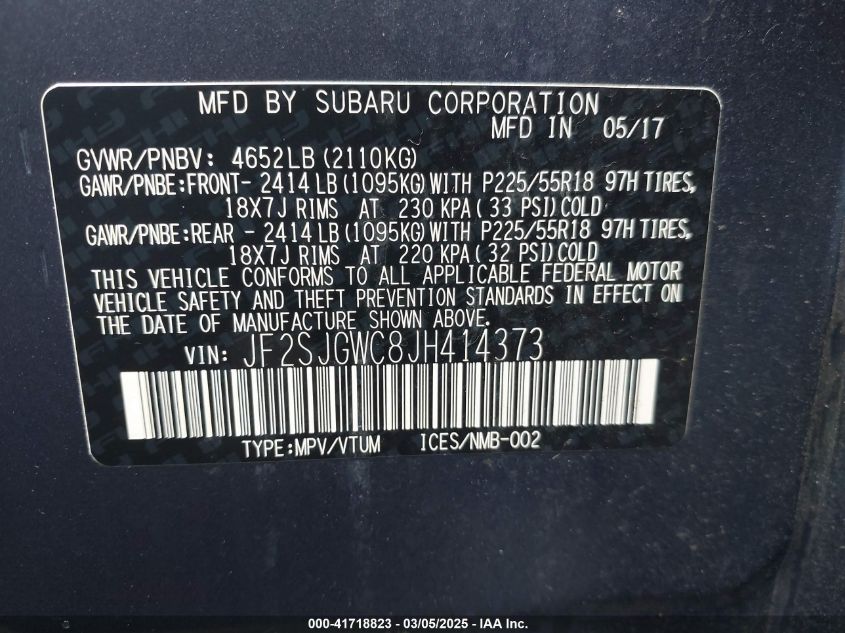 MFD BY SUBARU CORPORATION
MFD IN 05/17
GVWR/PNBV: 4652LB (2110KG)
GAWR/PNBE:FRONT- 2414 LB (1095KG) WITH P225/55R18 97H TIRES,
18X7J RIMS AT 230 KPA( 33 PSI) COLD
GAWR/PNBE:REAR - 2414 LB (1095KG) WITH P225/55R18 97H TIRES,
18X7J RIMS AT 220 KPA( 32 PSI) COLD
THIS VEHICLE CONFORMS TO ALL APPLICABLE FEDERAL MOTOR
VEHICLE SAFETY AND THEFT PREVENTION STANDARDS IN EFFECT ON
THE DATE OF MANUFACTURE SHOWN ABOVE.
VIN: JF2SJGWC8JH414373
TYPE:MPV/VTUM ICES/NMB-002
000-41718823 - 03/05/2025 - IAA Inc.